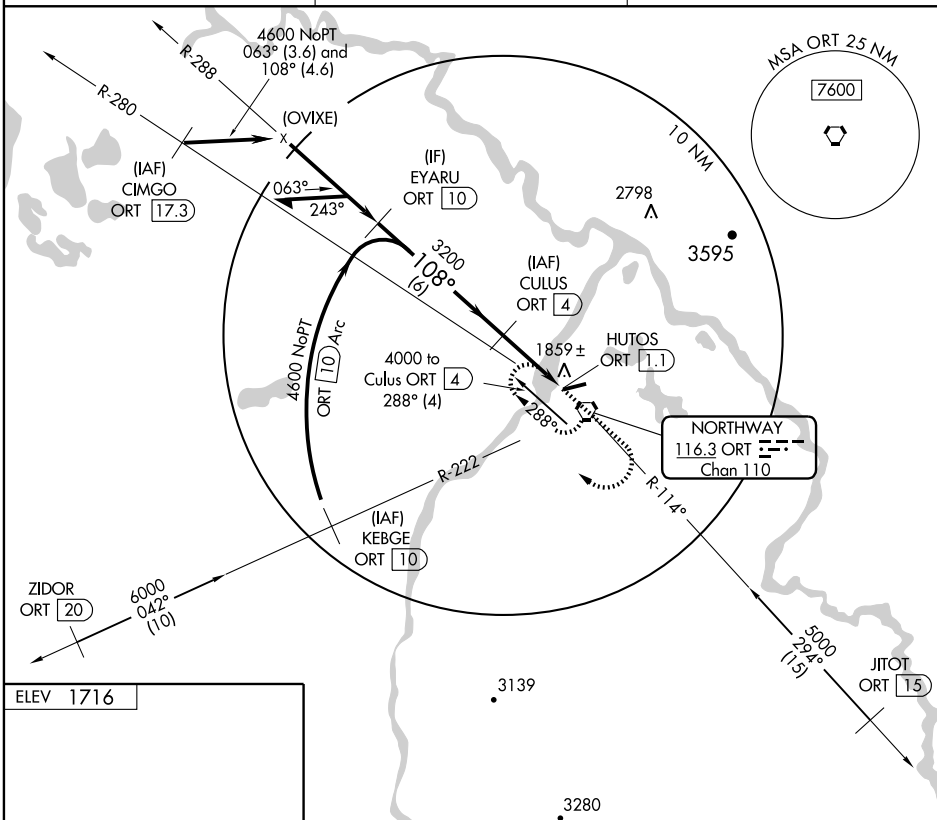 4600 NoPT
063° (3.6) and
108° (4.6)
R-288
R-280
(OVIXE)
(IAF)
CIMGO
ORT 17.3
063°
243°
(IF)
EYARU
ORT 10
MSA ORT 25 NM
7600
10 NM
2798
3595
3200
108°
(6)
(IAF)
CULUS
ORT 4
4600 NoPT
ORT 10 Arc
4000 to
Culus ORT 4
288° (4)
1859 ±
HUTOS
ORT 1.1
288°
NORTHWAY
116.3 ORT
Chan 110
R-222
R-114°
(IAF)
KEBGE
ORT 10
ZIDOR
ORT 20
6000
042°
(10)
5000
294°
(15)
JITOT
ORT 15
ELEV 1716
3139
3280